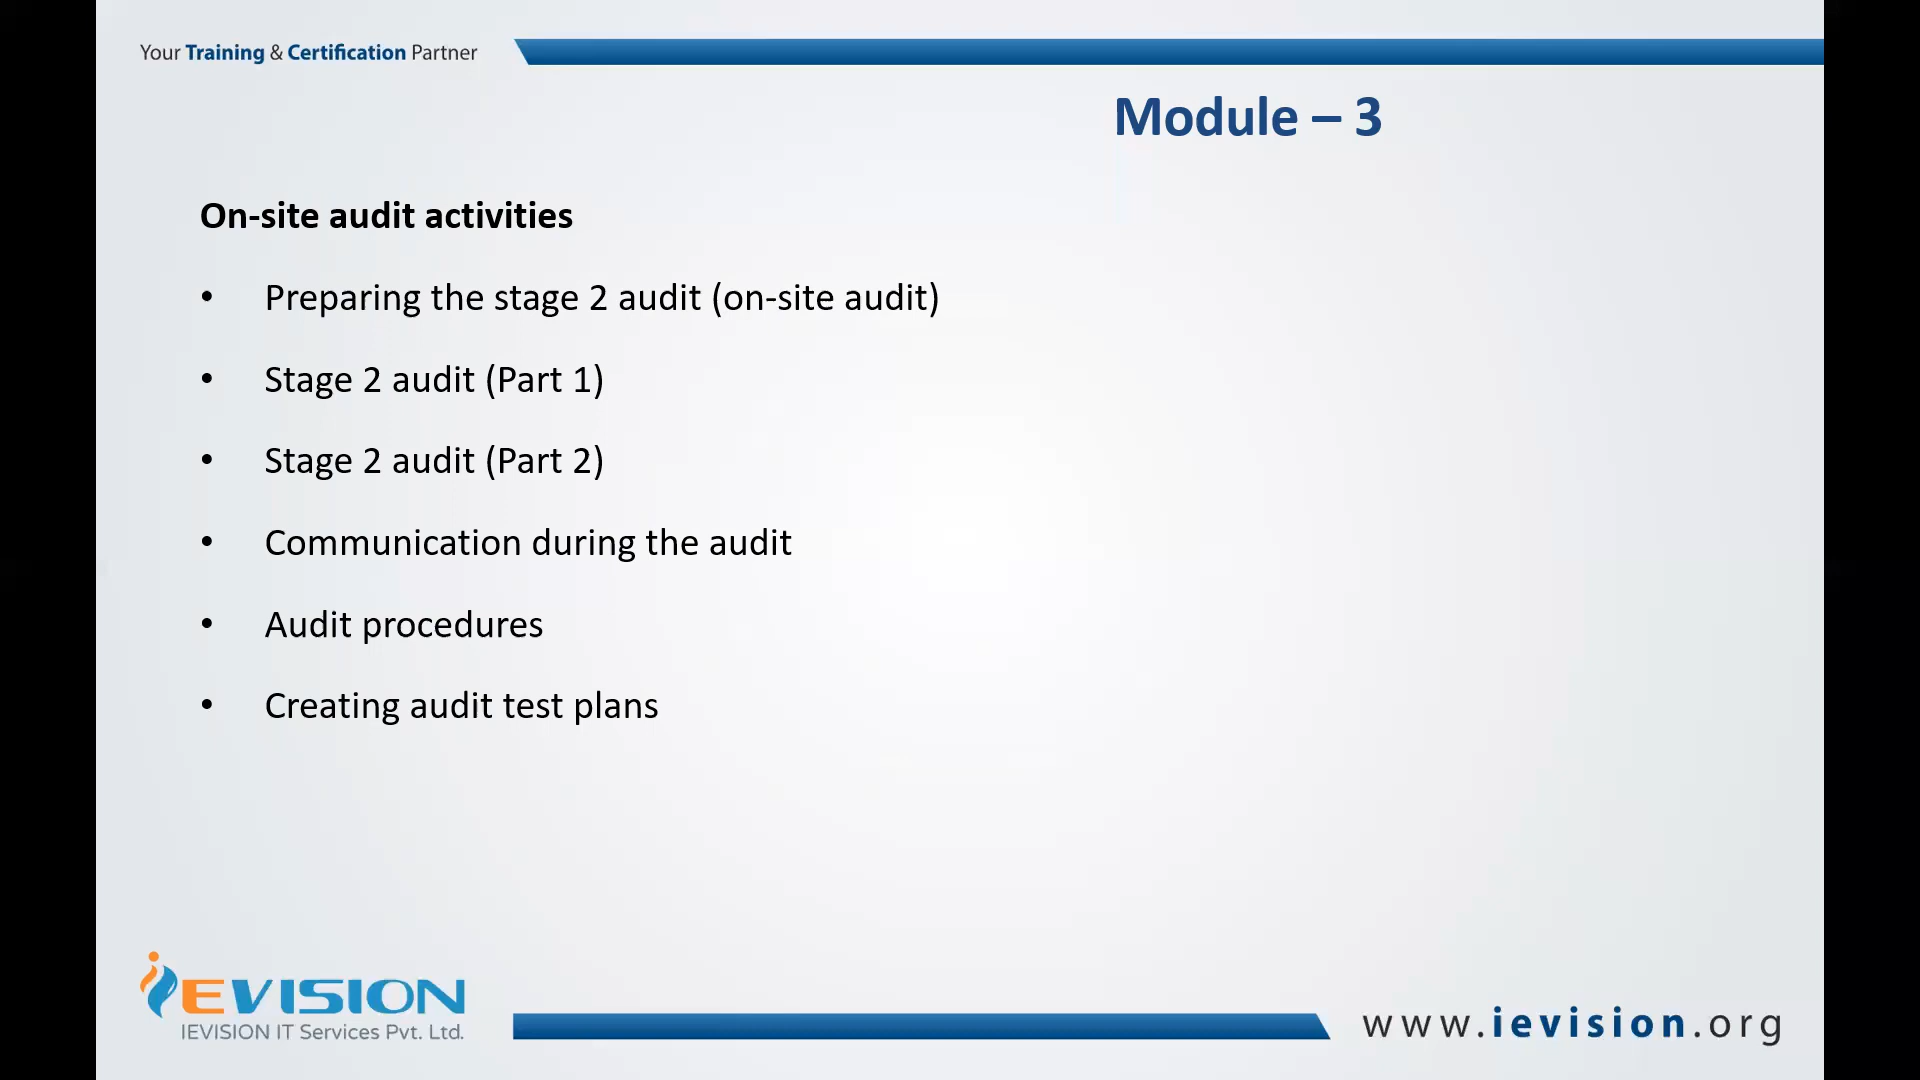 Your Training & Certification Partner
Module – 3
On-site audit activities
• Preparing the stage 2 audit (on-site audit)
• Stage 2 audit (Part 1)
• Stage 2 audit (Part 2)
• Communication during the audit
• Audit procedures
• Creating audit test plans
iEVISION
IEVISION IT Services Pvt. Ltd.
www.ievision.org